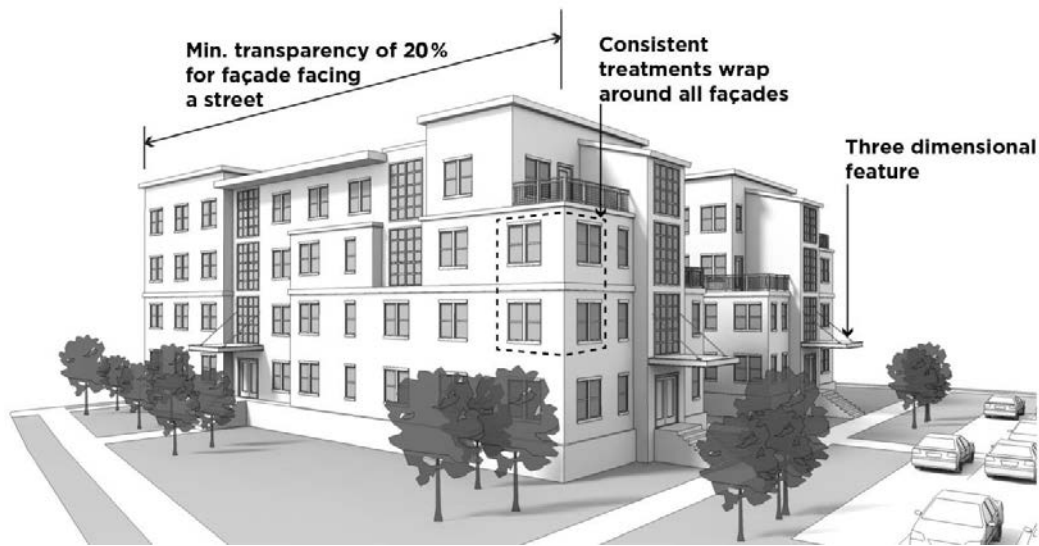 Min. transparency of 20%
for façade facing
a street
Consistent
treatments wrap
around all façades
Three dimensional
feature